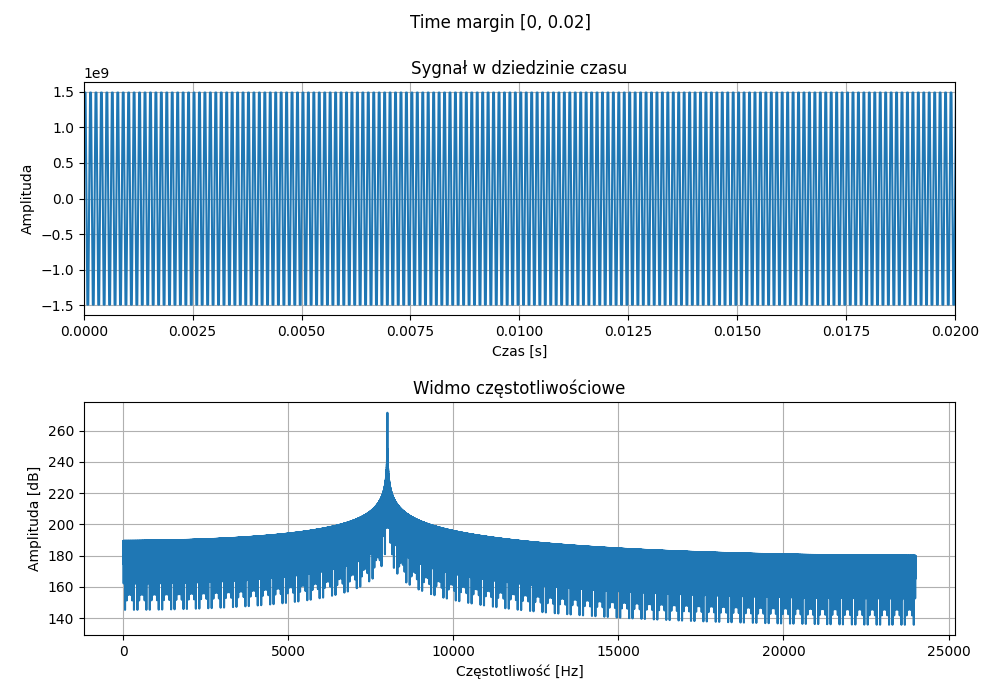 Time margin [0, 0.02]
Sygnał w dziedzinie czasu
1e9
1.5
1.0
0.5
0.0
−0.5
−1.0
−1.5
Amplituda
0.0000 0.0025 0.0050 0.0075 0.0100 0.0125 0.0150 0.0175 0.0200
Czas [s]
Widmo częstotliwościowe
260
240
220
200
180
160
140
Amplituda [dB]
0 5000 10000 15000 20000 25000
Częstotliwość [Hz]